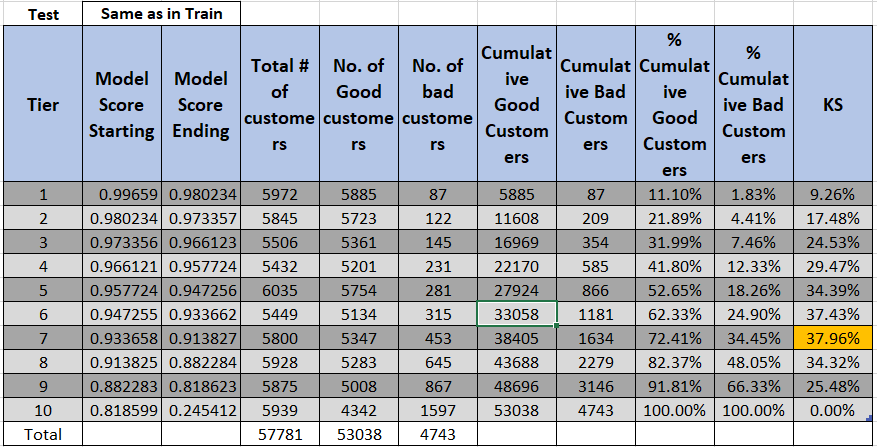 Test Same as in Train
Tier Model Score Starting Model Score Ending Total # of custome rs No. of Good custome rs No. of bad custome rs Cumulat ive Good Custom ers Cumulat ive Bad Custom ers % Cumulat ive Good Custom ers % Cumulat ive Bad Custom ers KS
1 0.99659 0.980234 5972 5885 87 5885 87 11.10% 1.83% 9.26%
2 0.980234 0.973357 5845 5723 122 11608 209 21.89% 4.41% 17.48%
3 0.973356 0.966123 5506 5361 145 16969 354 31.99% 7.46% 24.53%
4 0.966121 0.957724 5432 5201 231 22170 585 41.80% 12.33% 29.47%
5 0.957724 0.947256 6035 5754 281 27924 866 52.65% 18.26% 34.39%
6 0.947255 0.933662 5449 5134 315 33058 1181 62.33% 24.90% 37.43%
7 0.933658 0.913827 5800 5347 453 38405 1634 72.41% 34.45% 37.96%
8 0.913825 0.882284 5928 5283 645 43688 2279 82.37% 48.05% 34.32%
9 0.882283 0.818623 5875 5008 867 48696 3146 91.81% 66.33% 25.48%
10 0.818599 0.245412 5939 4342 1597 53038 4743 100.00% 100.00% 0.00%
Total 57781 53038 4743